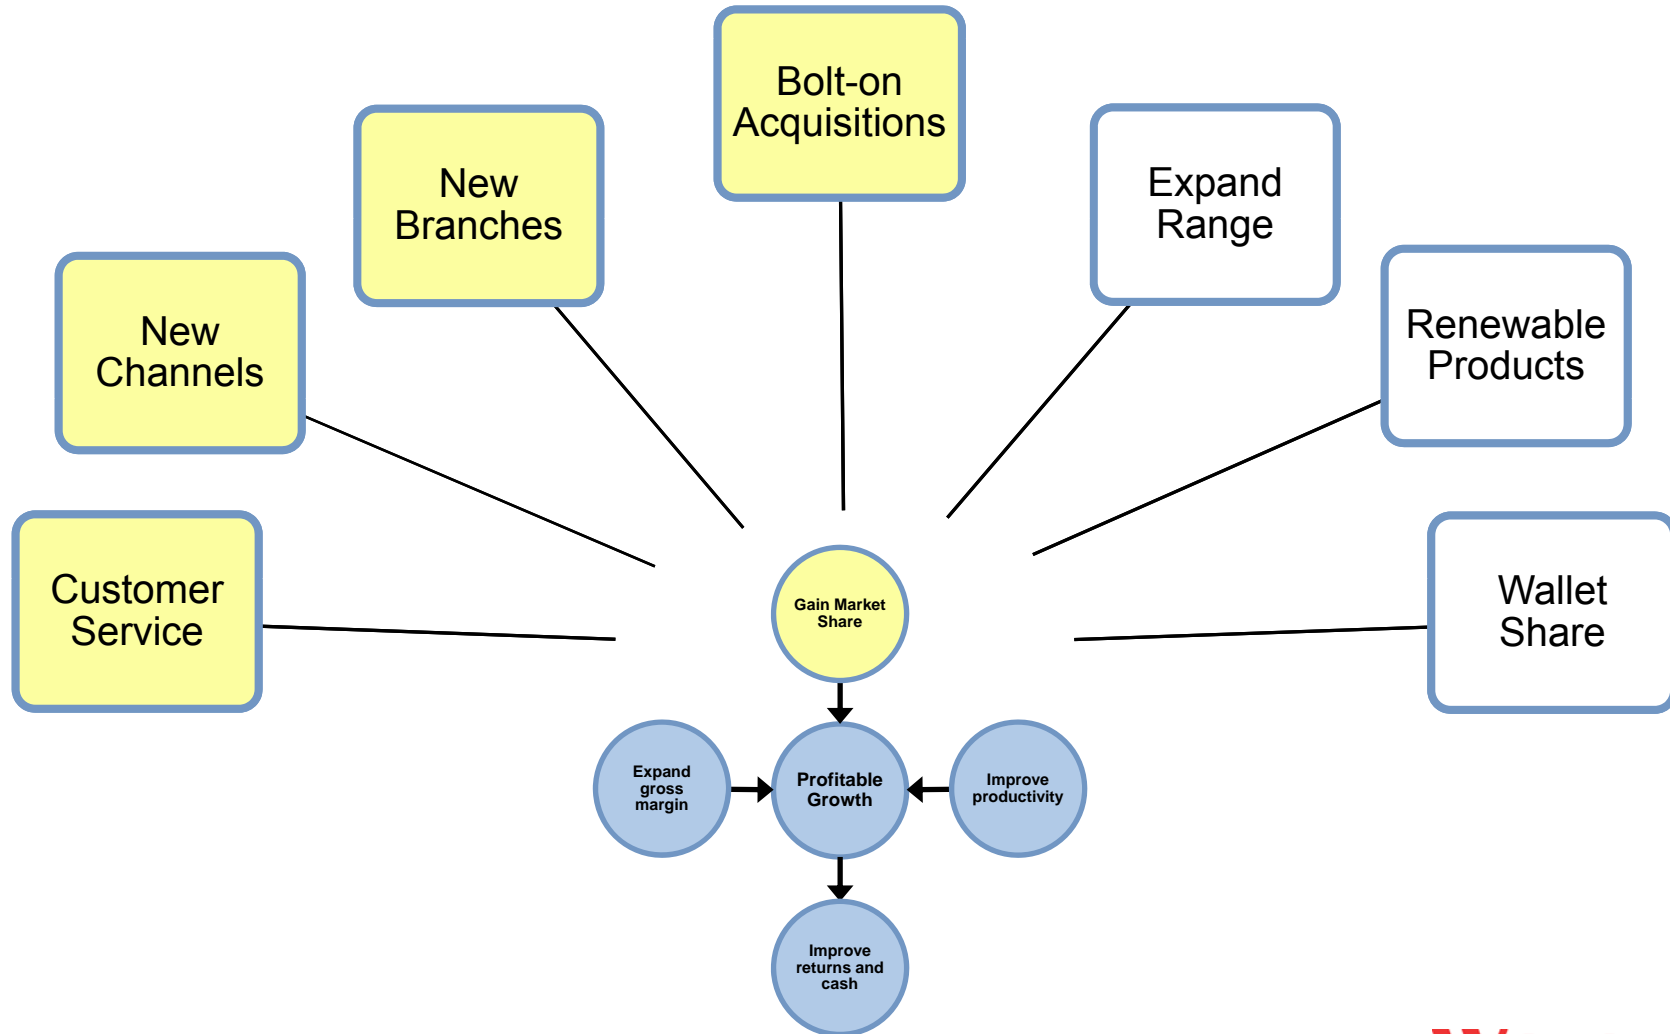 Bolt-on
Acquisitions
New
Branches
Expand
Range
New
Channels
Renewable
Products
Customer
Service
Wallet
Share
Gain Market
Share
Expand
gross
margin
Profitable
Growth
Improve
productivity
Improve
returns and
cash